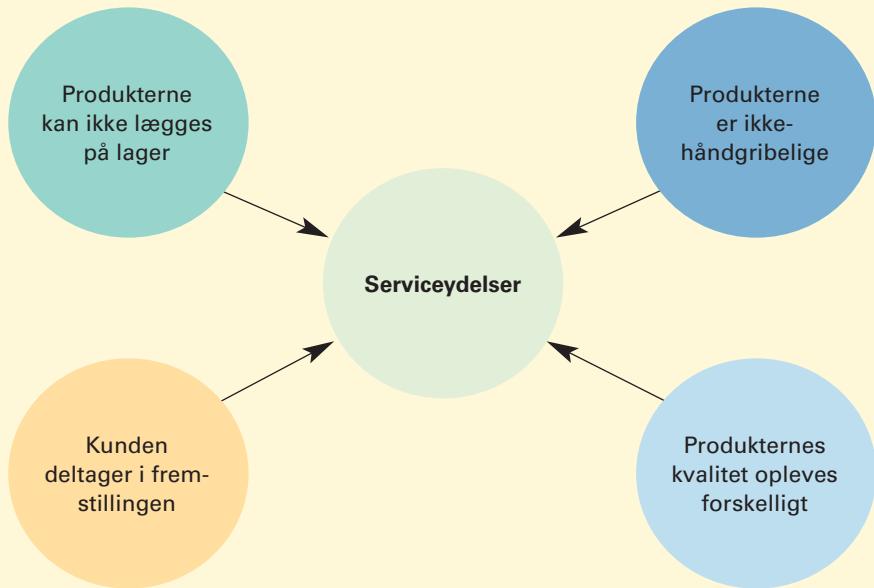 Produkterne
kan ikke lægges
på lager
Produkterne
er ikke-
håndgribelige
Serviceydelser
Kunden
deltager i frem-
stillingen
Produkternes
kvalitet opleves
forskelligt